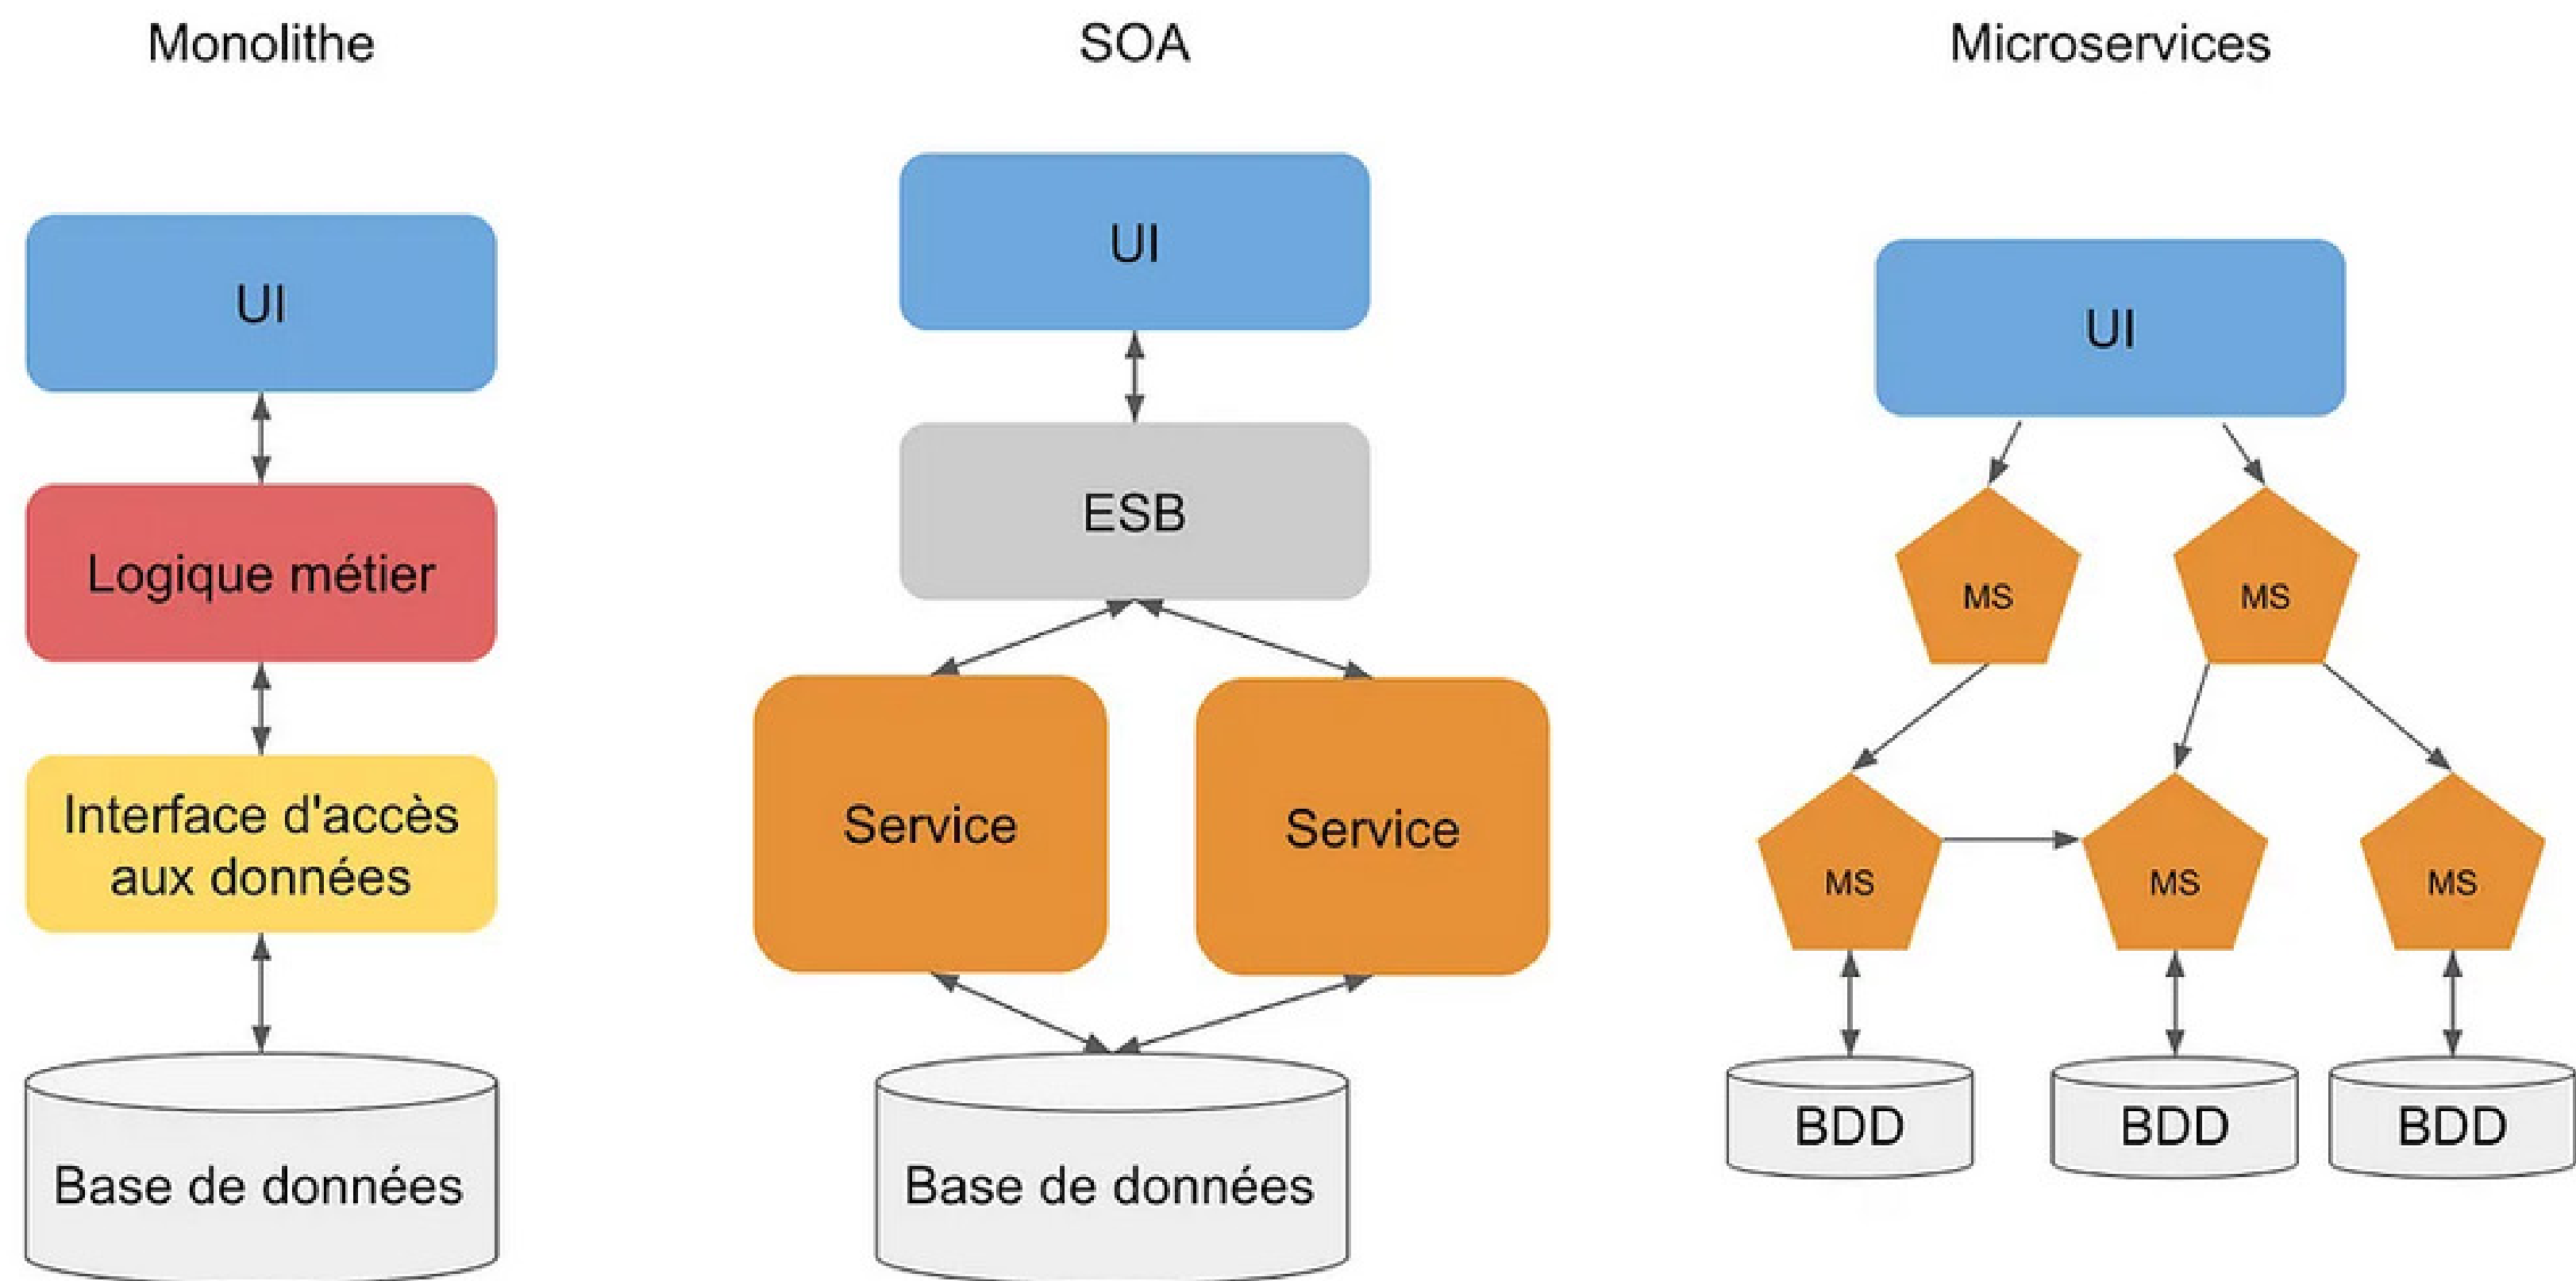 Monolithe
SOA
Microservices
UI
Logique métier
Interface d'accès
aux données
Base de données
UI
ESB
Service
Service
Base de données
UI
MS
MS
MS
MS
MS
BDD
BDD
BDD